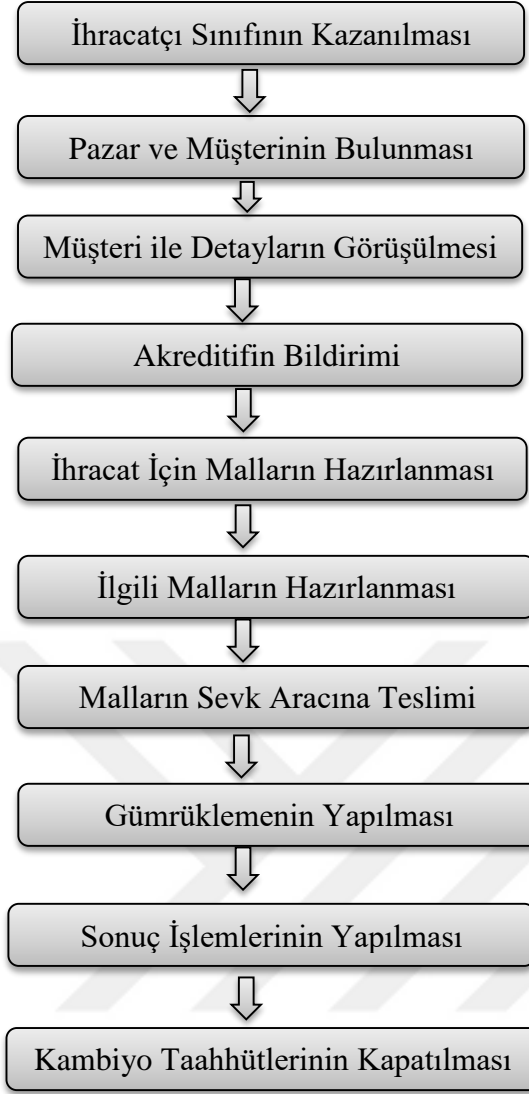 İhracatçı Sınıfının Kazanılması
Pazar ve Müşterinin Bulunması
Müşteri ile Detayların Görüşülmesi
Akreditifin Bildirimi
İhracat İçin Malların Hazırlanması
İlgili Malların Hazırlanması
Malların Sevk Aracına Teslimi
Gümrüklemenin Yapılması
Sonuç İşlemlerinin Yapılması
Kambiyo Taahhütlerinin Kapatılması